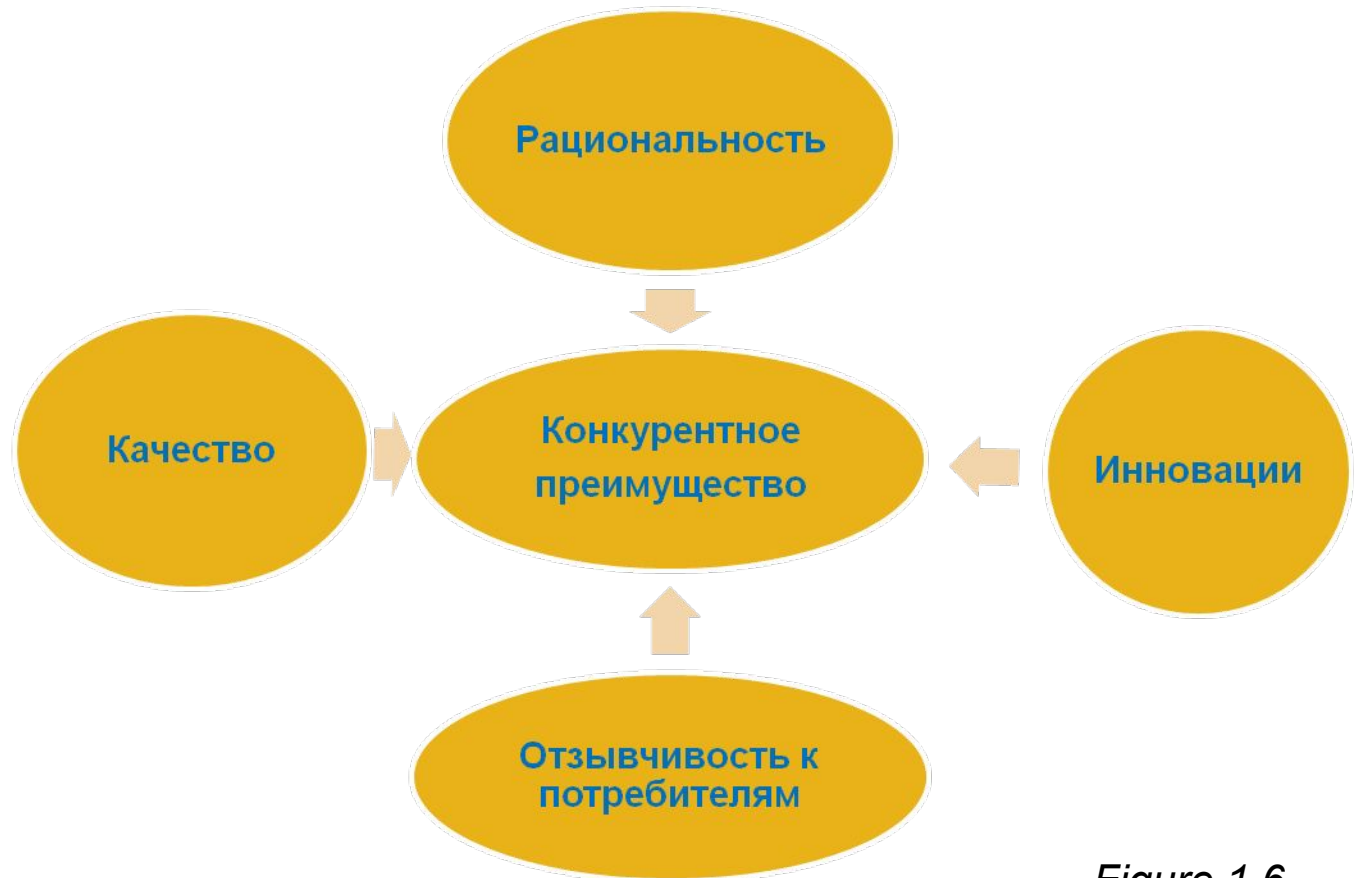 Рациональность
Качество
Конкурентное
преимущество
Инновации
Отзывчивость к
потребителям
Figure 1.6